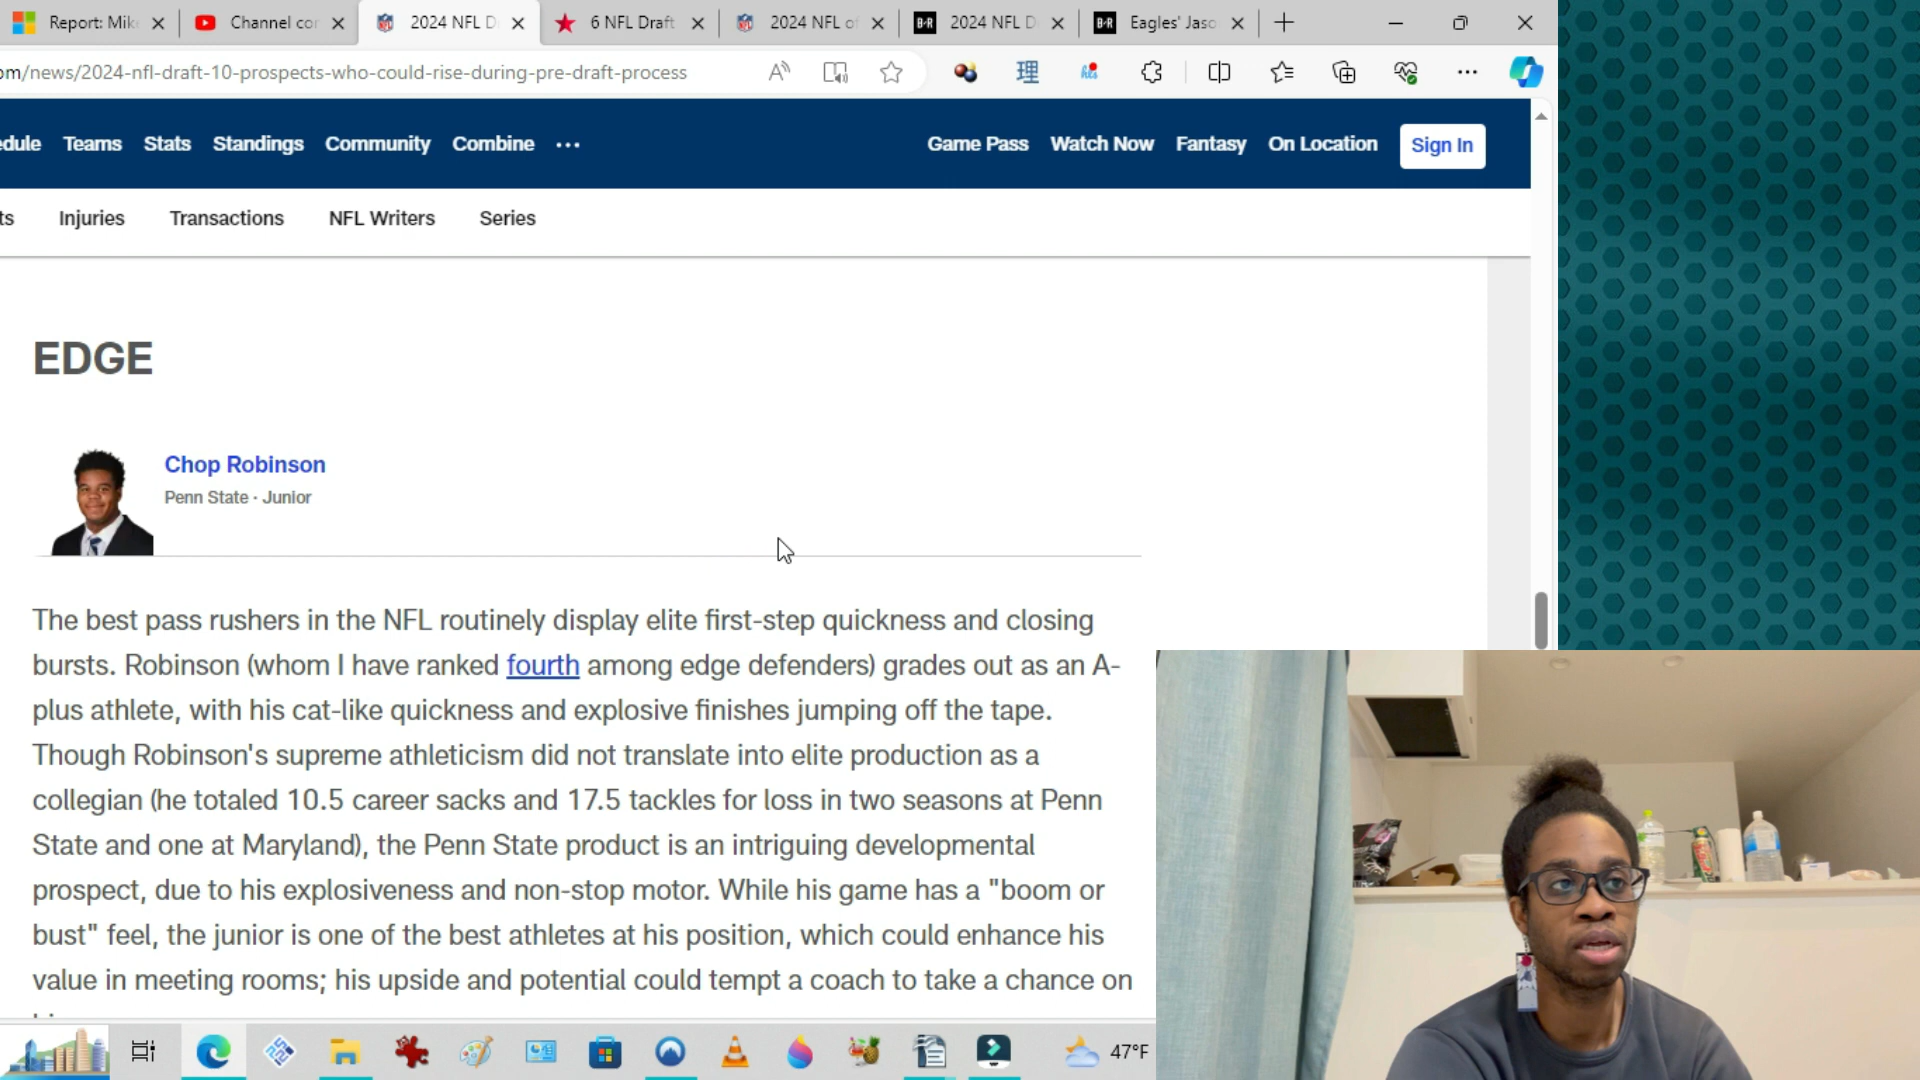 Report: Mik
Channel cor
2024 NFL D
6 NFL Draft
2024 NFL of
B/R
2024 NFL D
B/R
Eagles' Jaso
om/news/2024-nfl-draft-10-prospects-who-could-rise-during-pre-draft-process
理
edule Teams Stats Standings Community Combine ...
Game Pass Watch Now Fantasy On Location Sign In
ts Injuries Transactions NFL Writers Series
EDGE
Chop Robinson
Penn State · Junior
The best pass rushers in the NFL routinely display elite first-step quickness and closing
bursts. Robinson (whom I have ranked fourth among edge defenders) grades out as an A-
plus athlete, with his cat-like quickness and explosive finishes jumping off the tape.
Though Robinson's supreme athleticism did not translate into elite production as a
collegian (he totaled 10.5 career sacks and 17.5 tackles for loss in two seasons at Penn
State and one at Maryland), the Penn State product is an intriguing developmental
prospect, due to his explosiveness and non-stop motor. While his game has a "boom or
bust" feel, the junior is one of the best athletes at his position, which could enhance his
value in meeting rooms; his upside and potential could tempt a coach to take a chance on
47°F